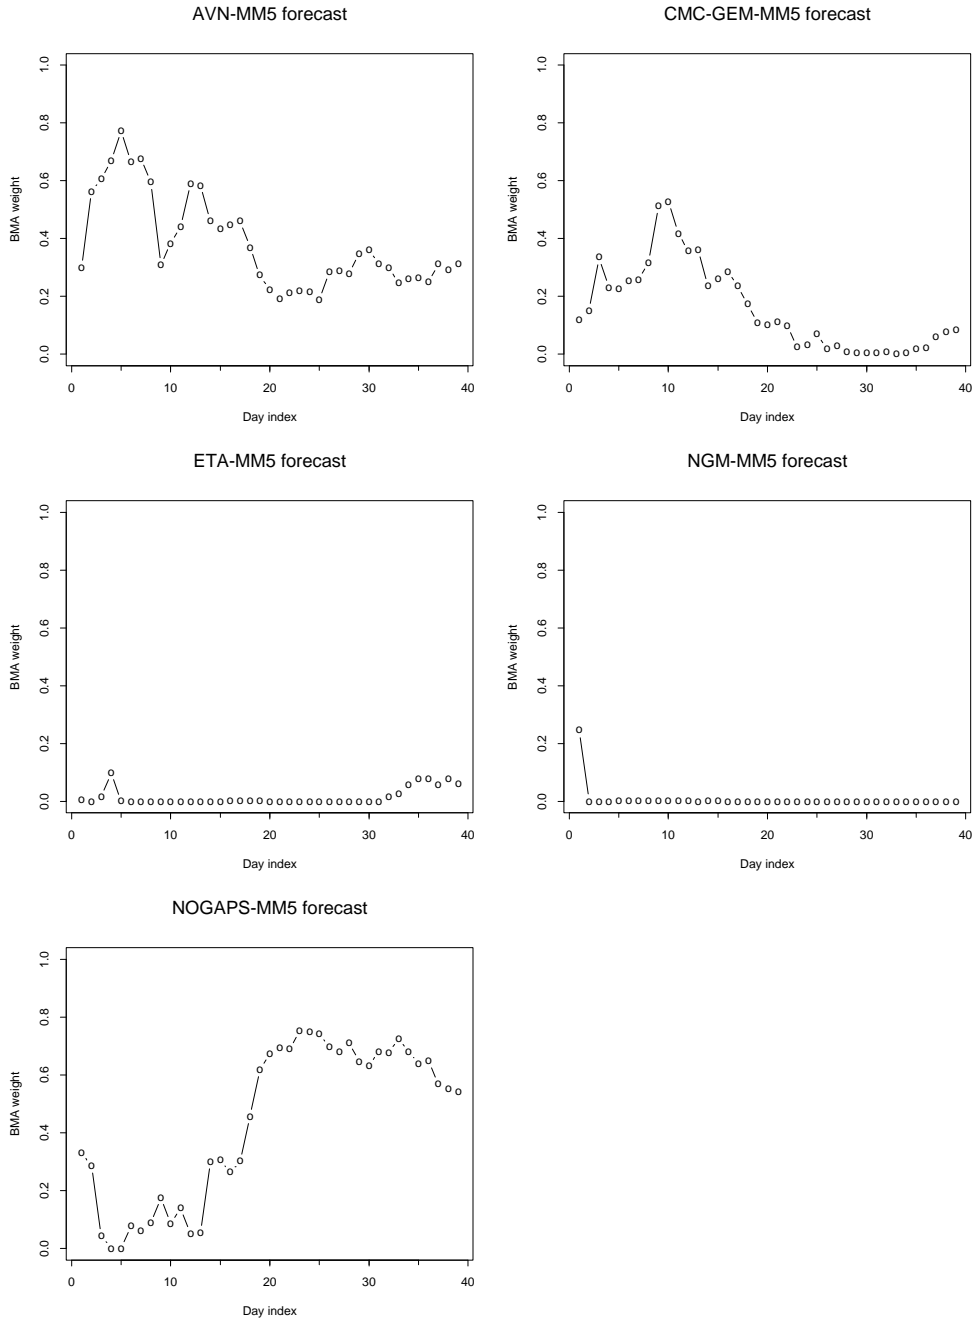 AVN-MM5 forecast
BMA weight
1.0
0.8
0.6
0.4
0.2
0.0
0 10 20 30 40
Day index
CMC-GEM-MM5 forecast
BMA weight
1.0
0.8
0.6
0.4
0.2
0.0
0 10 20 30 40
Day index
ETA-MM5 forecast
BMA weight
1.0
0.8
0.6
0.4
0.2
0.0
0 10 20 30 40
Day index
NGM-MM5 forecast
BMA weight
1.0
0.8
0.6
0.4
0.2
0.0
0 10 20 30 40
Day index
NOGAPS-MM5 forecast
BMA weight
1.0
0.8
0.6
0.4
0.2
0.0
0 10 20 30 40
Day index